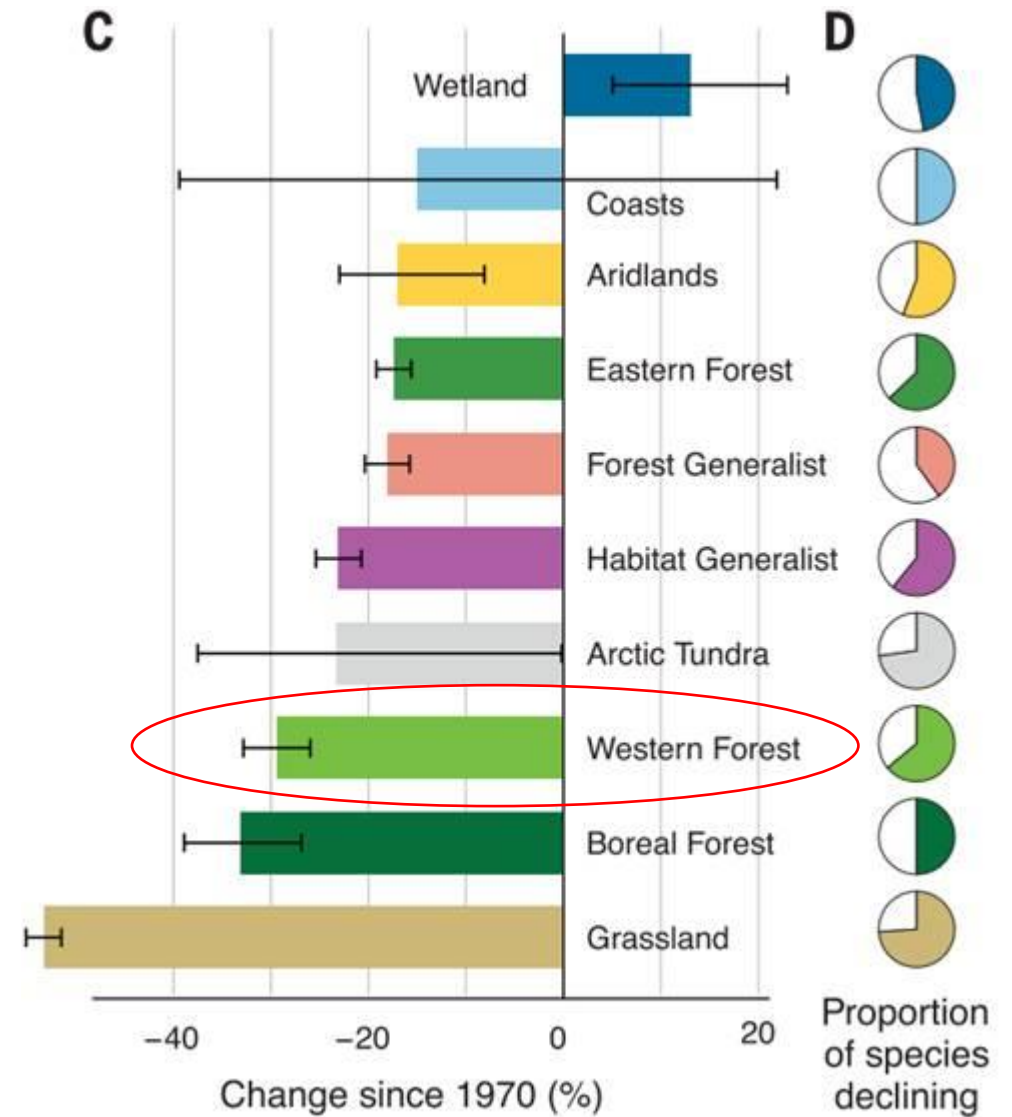 C
D
Wetland
Coasts
Aridlands
Eastern Forest
Forest Generalist
Habitat Generalist
Arctic Tundra
Western Forest
Boreal Forest
Grassland
−40
−20
0
20
Change since 1970 (%)
Proportion
of species
declining